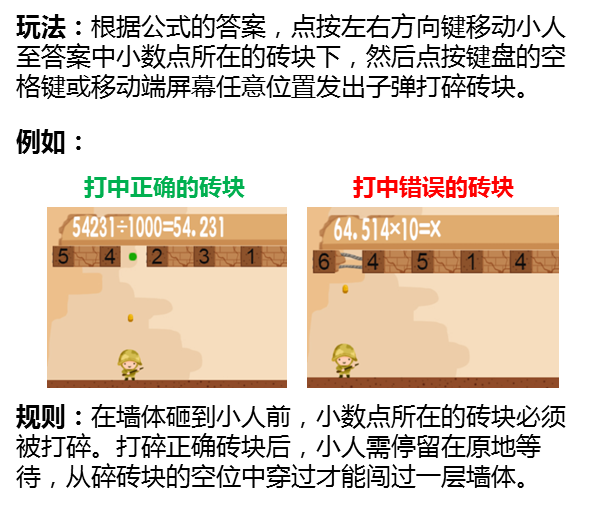 玩法：根据公式的答案，点按左右方向键移动小人
至答案中小数点所在的砖块下，然后点按键盘的空
格键或移动端屏幕任意位置发出子弹打碎砖块。
例如：
打中正确的砖块
打中错误的砖块
54231÷1000=54.231
5 4 2 3 1
64.514×10=x
6 4 5 1 4
规则：在墙体砸到小人前，小数点所在的砖块必须
被打碎。打碎正确砖块后，小人需停留在原地等
待，从碎砖块的空位中穿过才能闯过一层墙体。